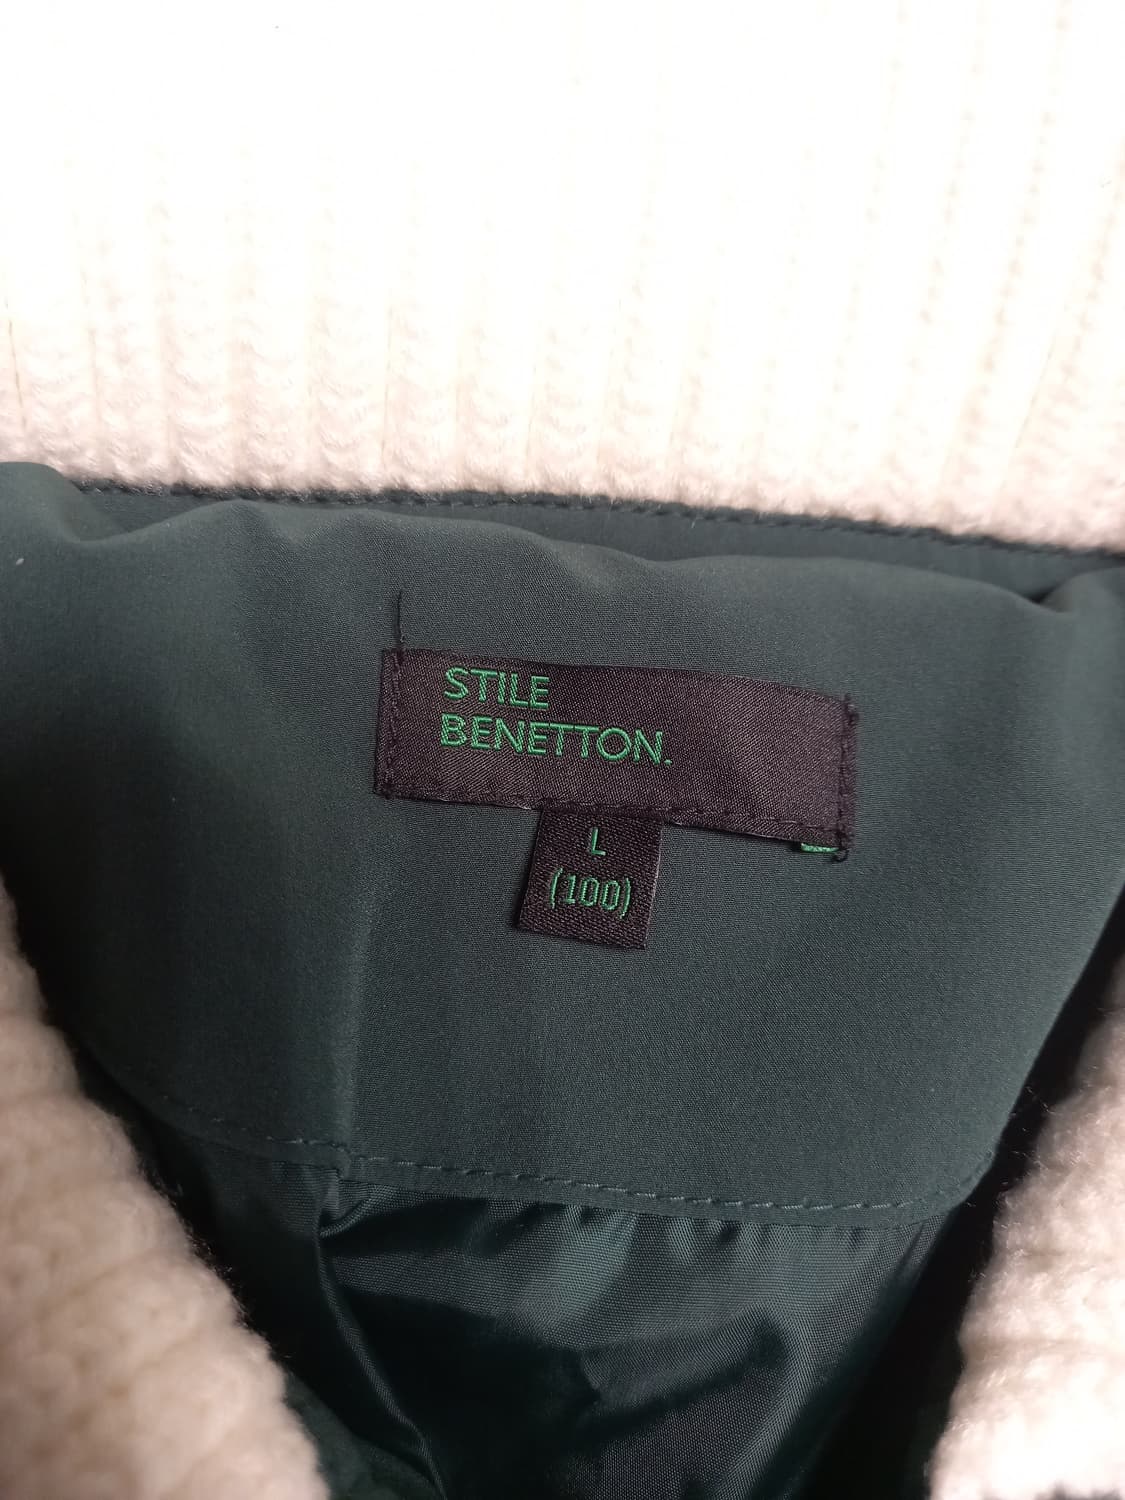 STILE
BENETTON.
L
(100)